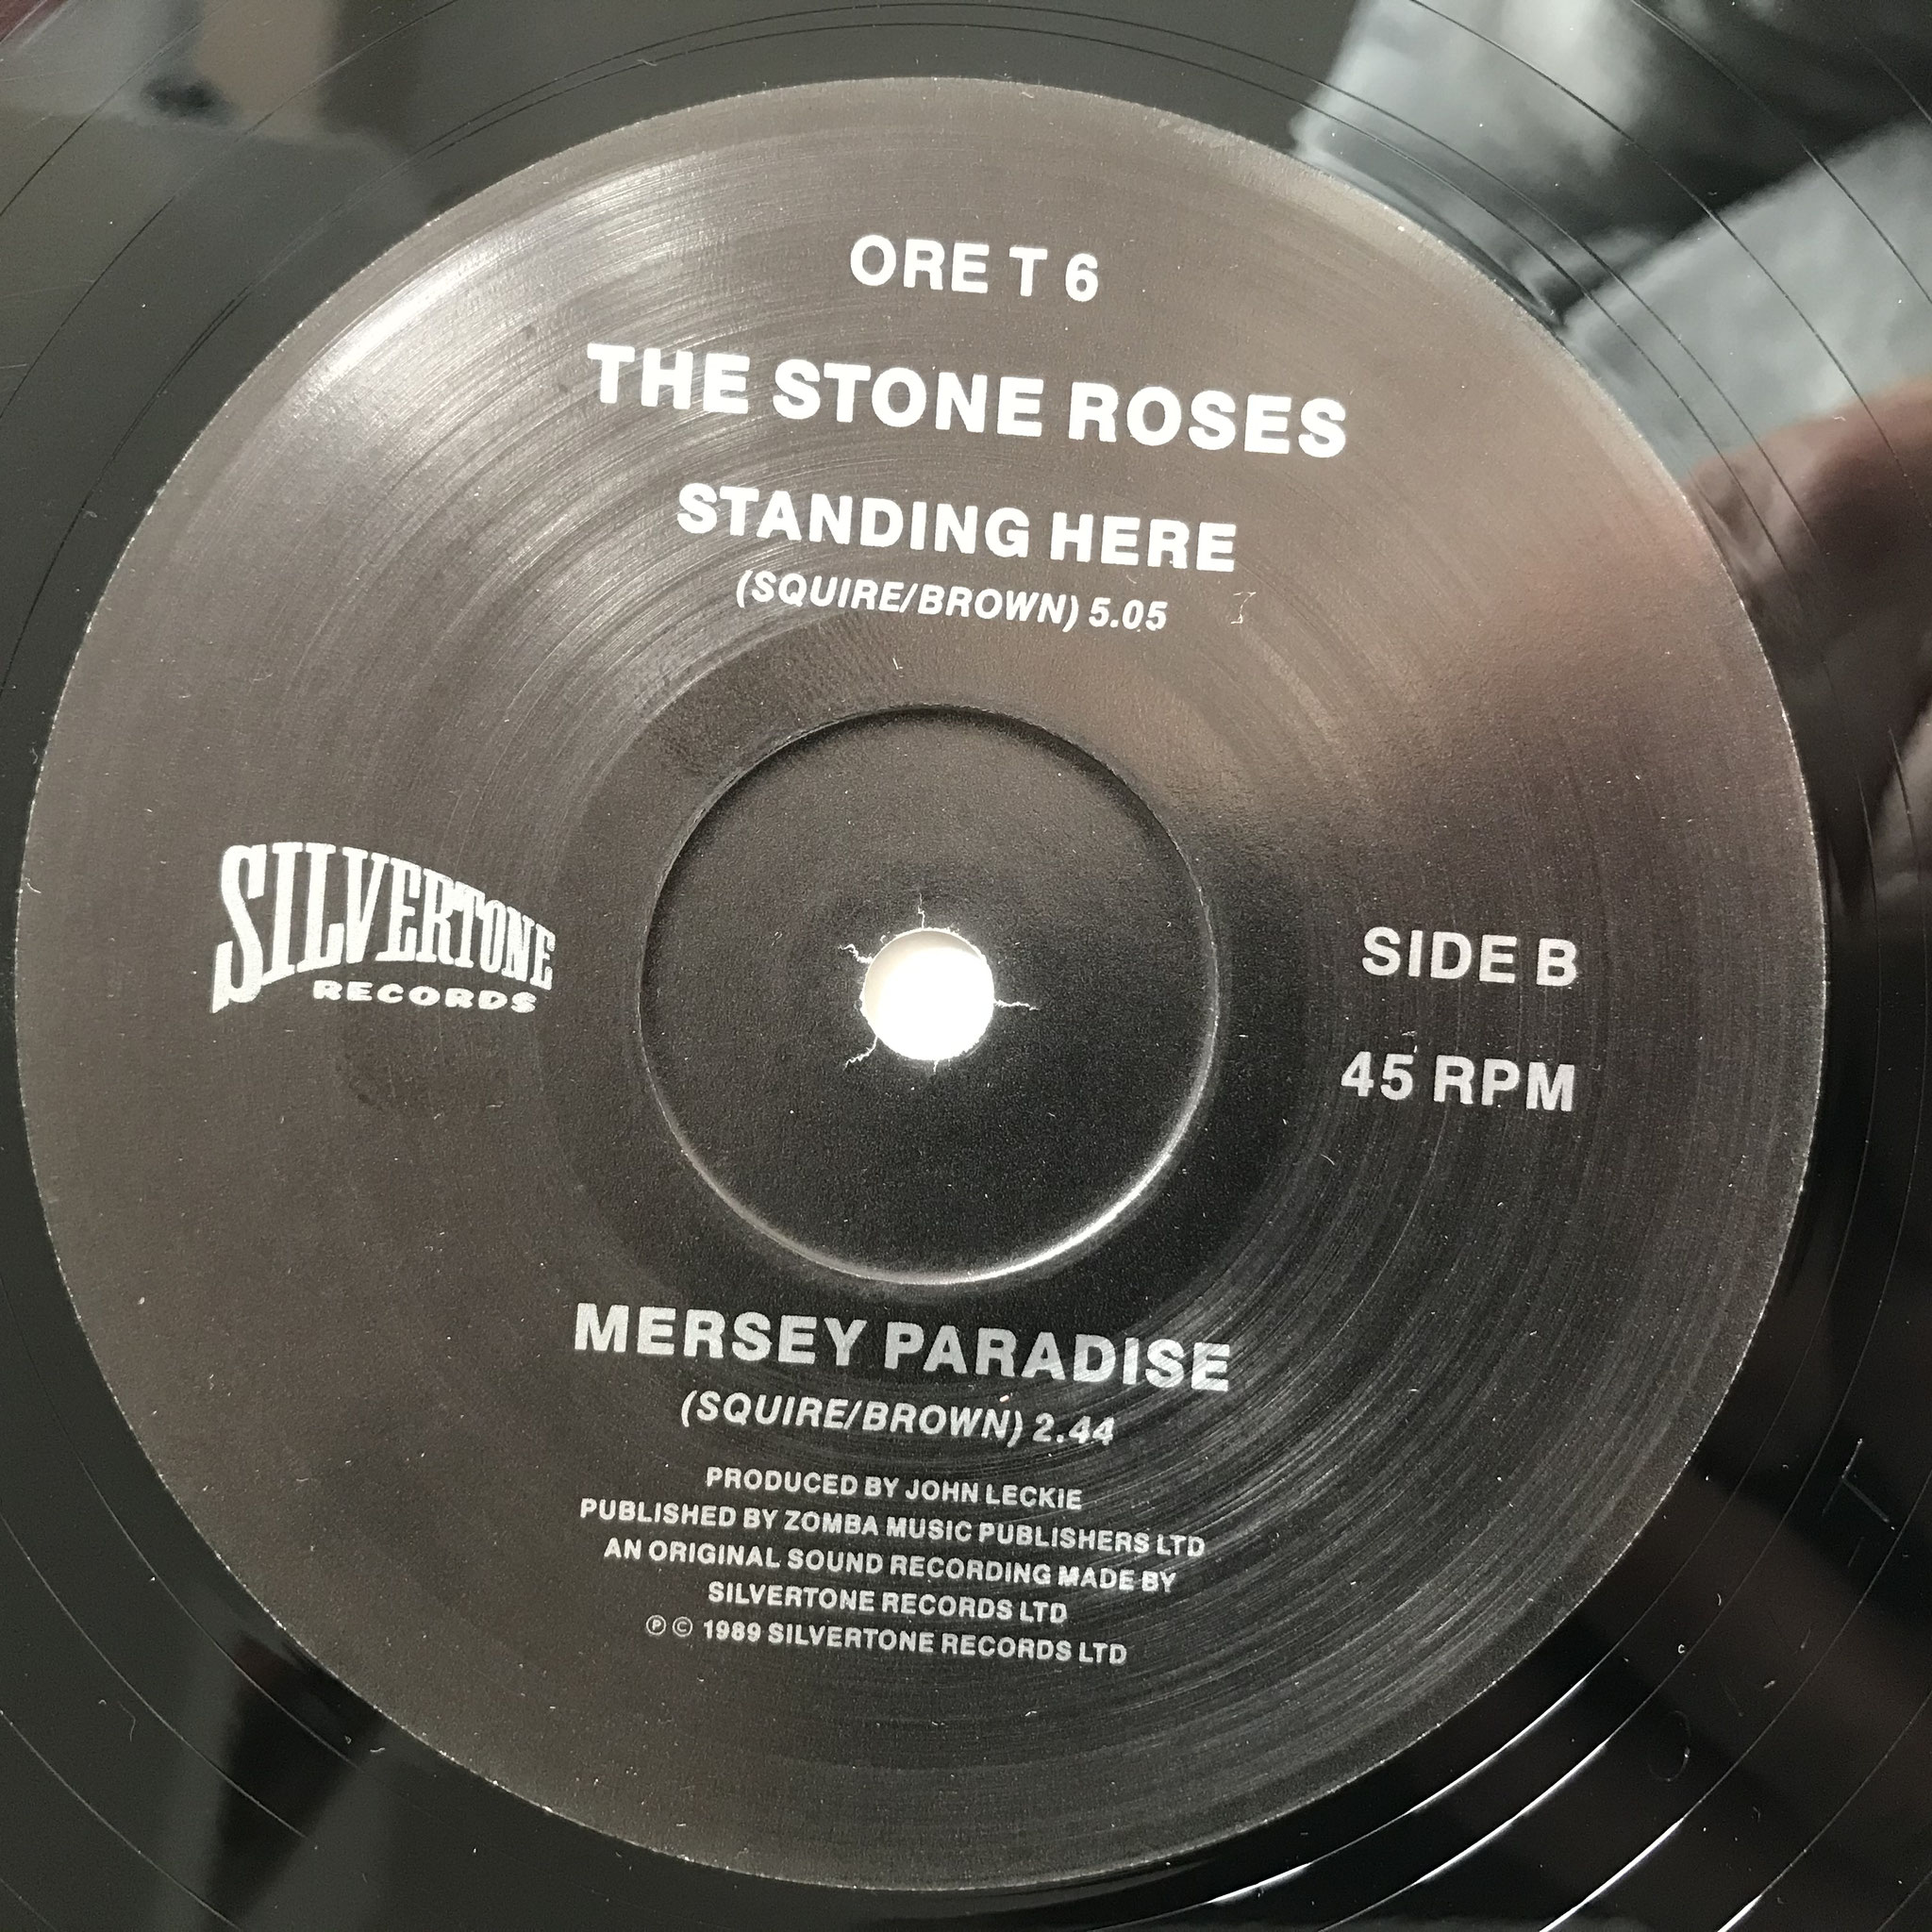 ORE T 6
THE STONE ROSES
STANDING HERE
(SQUIRE/BROWN) 5.05
SILVERTONE
RECORDS
SIDE B
45 RPM
MERSEY PARADISE
(SQUIRE/BROWN) 2.44
PRODUCED BY JOHN LECKIE
PUBLISHED BY ZOMBA MUSIC PUBLISHERS LTD
AN ORIGINAL SOUND RECORDING MADE BY
SILVERTONE RECORDS LTD
℗ © 1989 SILVERTONE RECORDS LTD